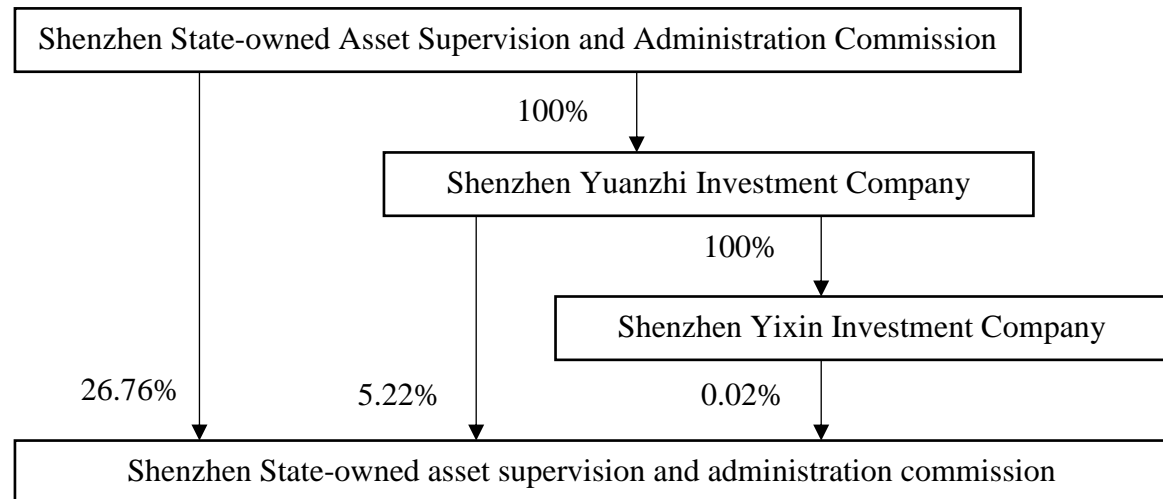 Shenzhen State-owned Asset Supervision and Administration Commission
100%
Shenzhen Yuanzhi Investment Company
100%
Shenzhen Yixin Investment Company
26.76%
5.22%
0.02%
Shenzhen State-owned asset supervision and administration commission